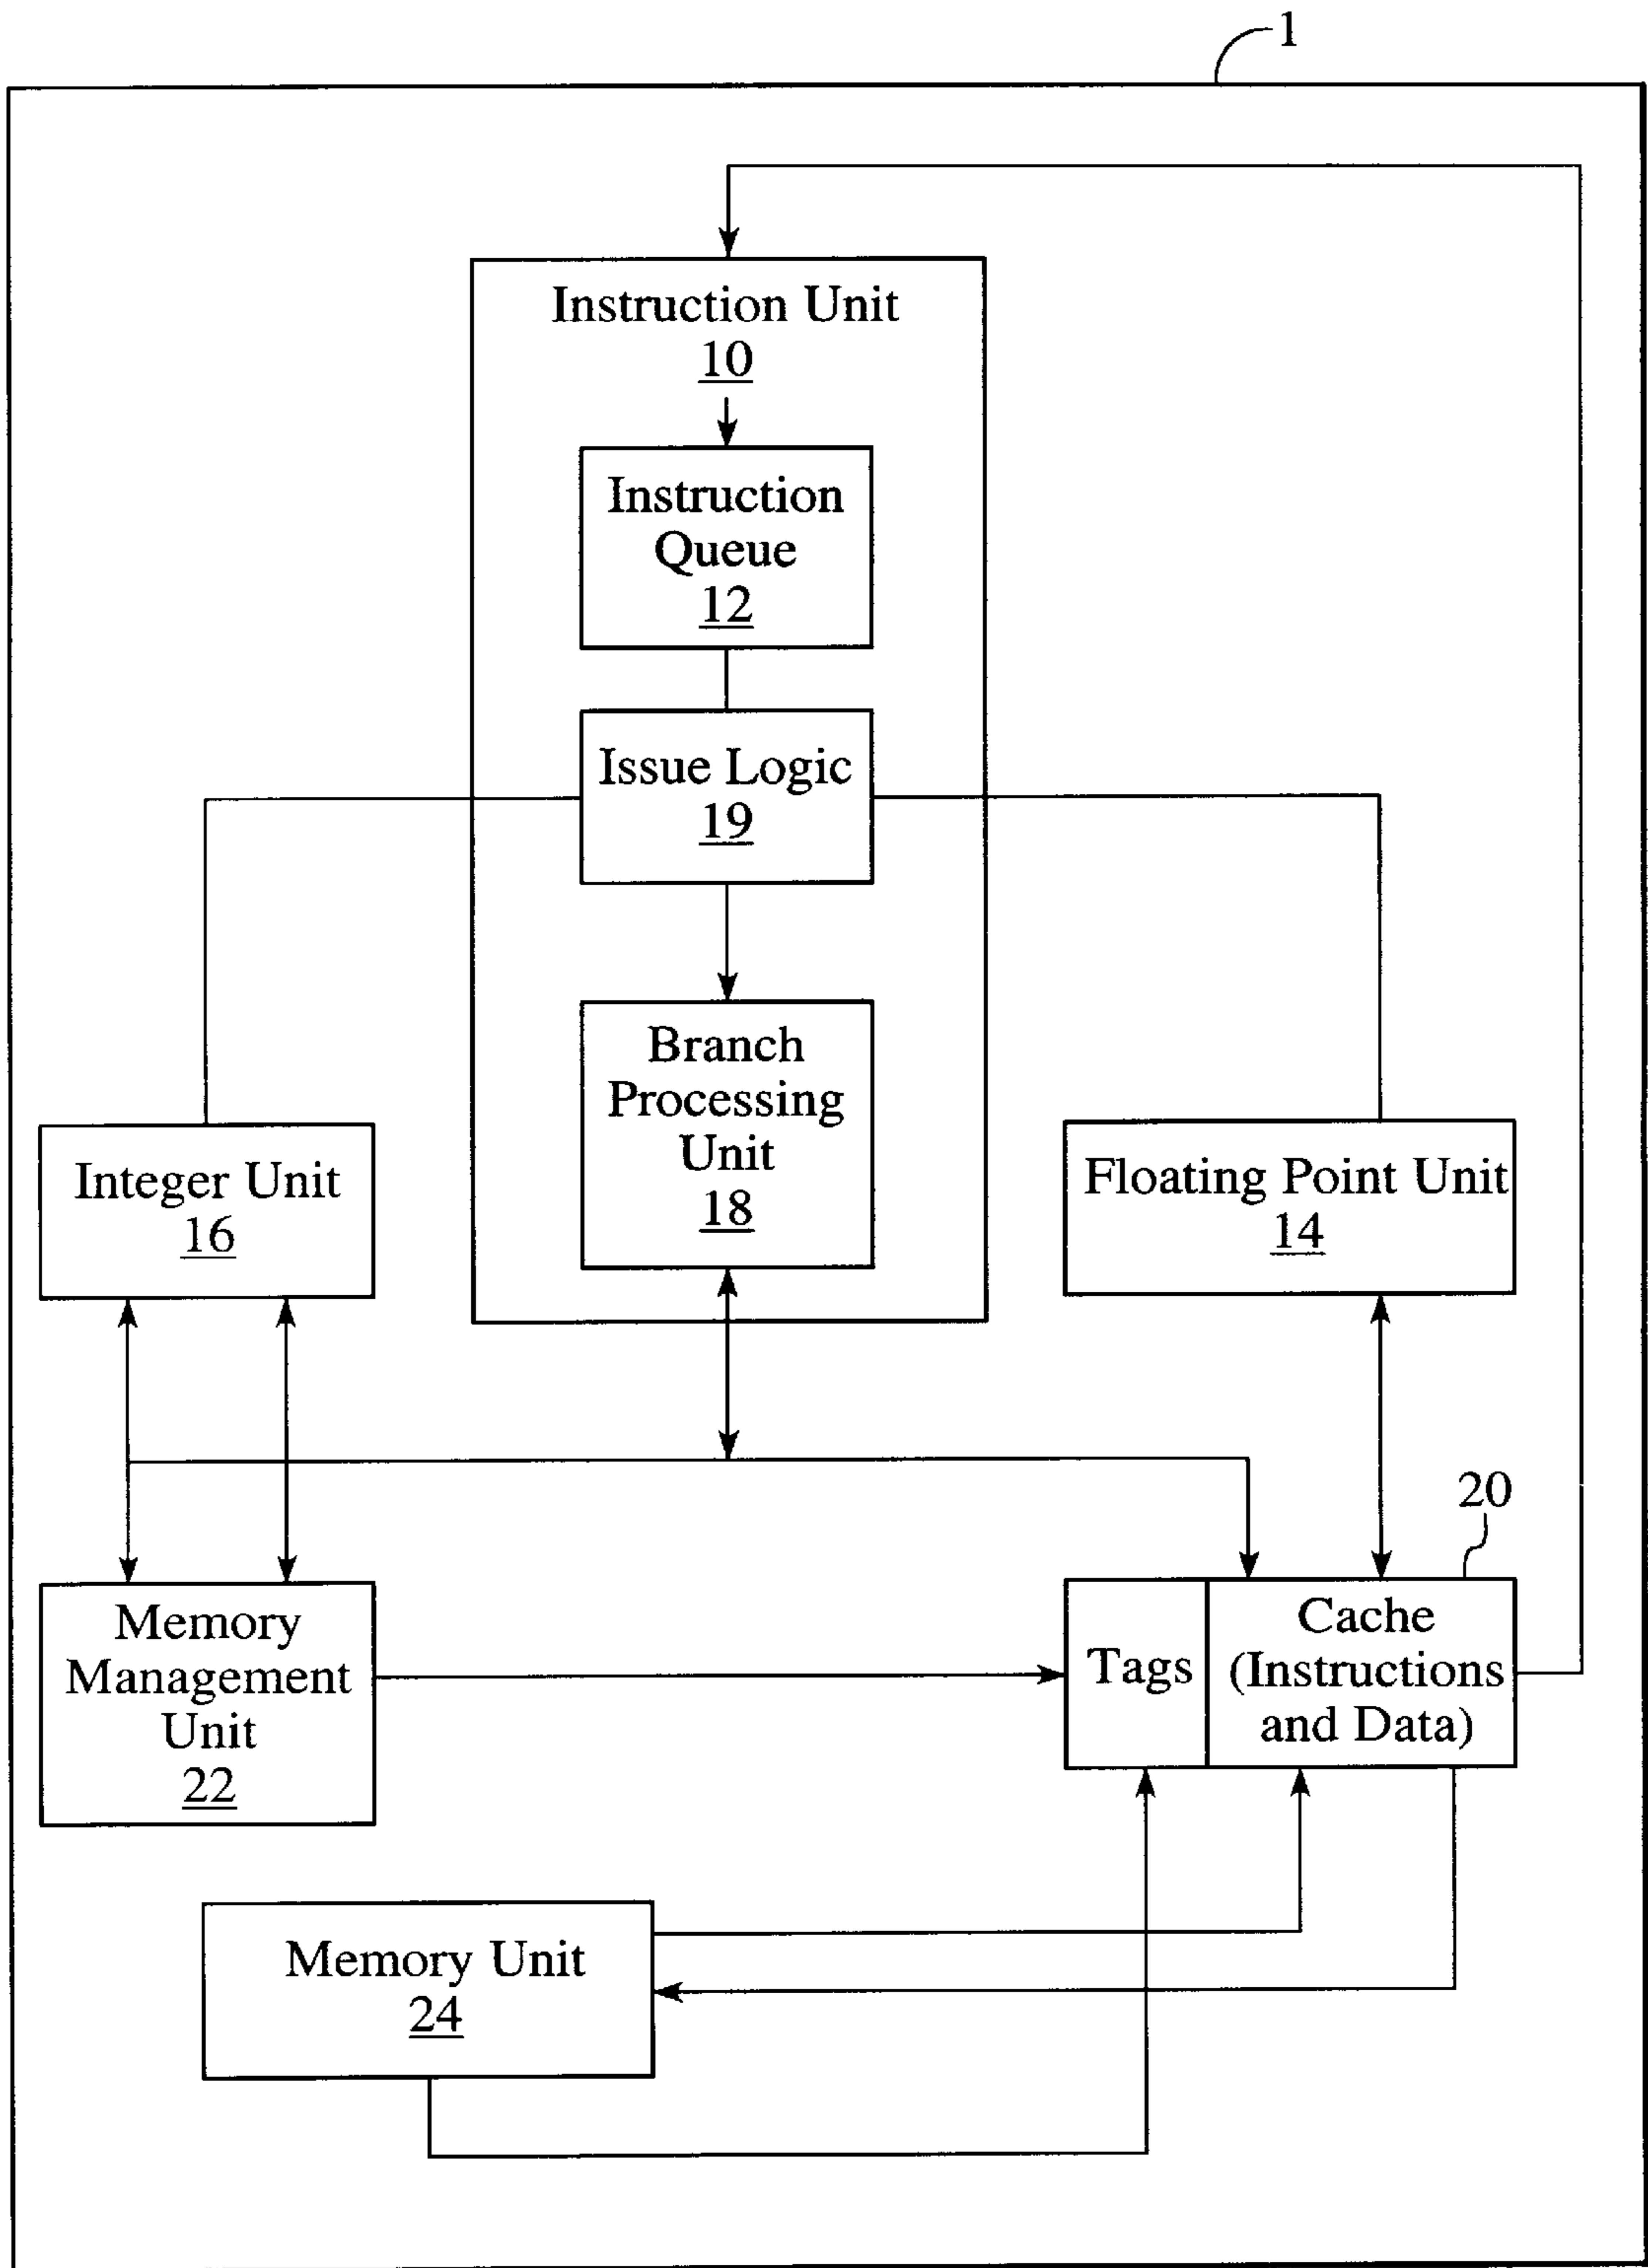 1
Instruction Unit
10
Instruction
Queue
12
Issue Logic
19
Branch
Processing
Unit
18
Integer Unit
16
Floating Point Unit
14
20
Memory
Management
Unit
22
Tags
Cache
(Instructions
and Data)
Memory Unit
24